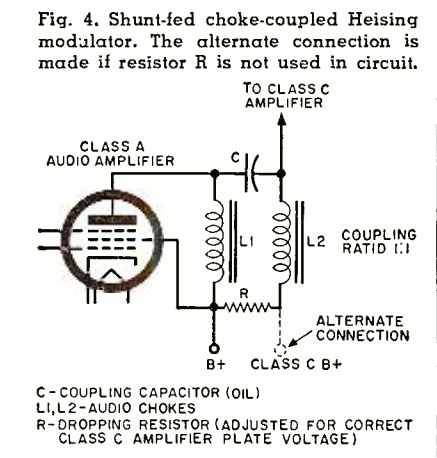 Fig. 4. Shunt-fed choke-coupled Heising
modulator. The alternate connection is
made if resistor R is not used in circuit.
TO CLASS C
AMPLIFIER
CLASS A
AUDIO AMPLIFIER
C
L1
L2
COUPLING
RATIO 1:1
R
ALTERNATE
CONNECTION
B+
CLASS C B+
C-COUPLING CAPACITOR (OIL)
L1,L2-AUDIO CHOKES
R-DROPPING RESISTOR (ADJUSTED FOR CORRECT
CLASS C AMPLIFIER PLATE VOLTAGE)